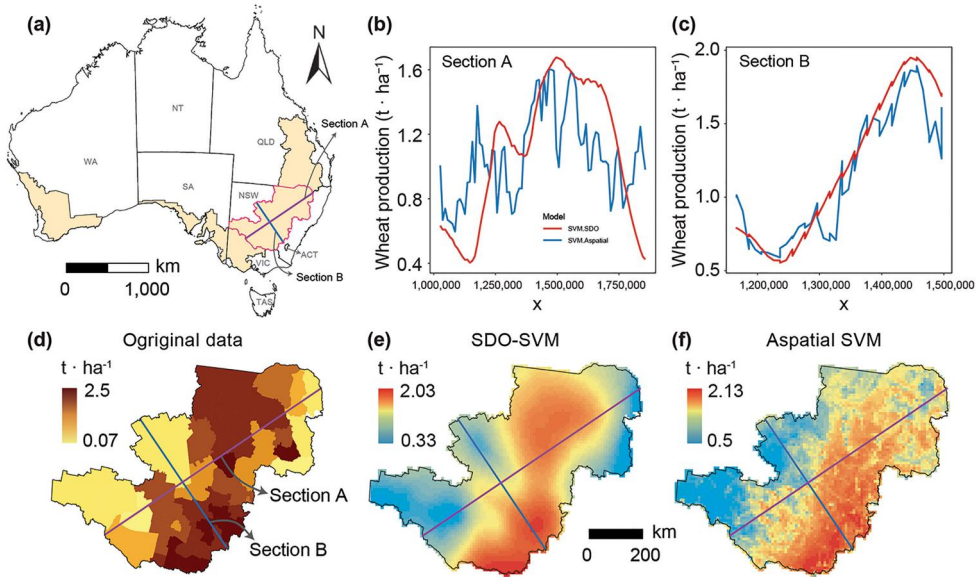 (a)
N
Section A
NT
QLD
WA
SA
NSW
ACT
VIC
Section B
TAS
km
0 1,000
(b)
Section A
Wheat production (t · ha⁻¹)
1.6
1.2
0.8
0.4
Model
SVM.SDO
SVM.Aspatial
1,000,000 1,250,000 1,500,000 1,750,000
X
(c)
Section B
Wheat production (t · ha⁻¹)
2.0
1.5
1.0
0.5
1,200,000 1,300,000 1,400,000 1,500,000
X
(d) Ogriginal data
t · ha⁻¹
2.5
0.07
Section A
Section B
(e) SDO-SVM
t · ha⁻¹
2.03
0.33
km
0 200
(f) Aspatial SVM
t · ha⁻¹
2.13
0.5